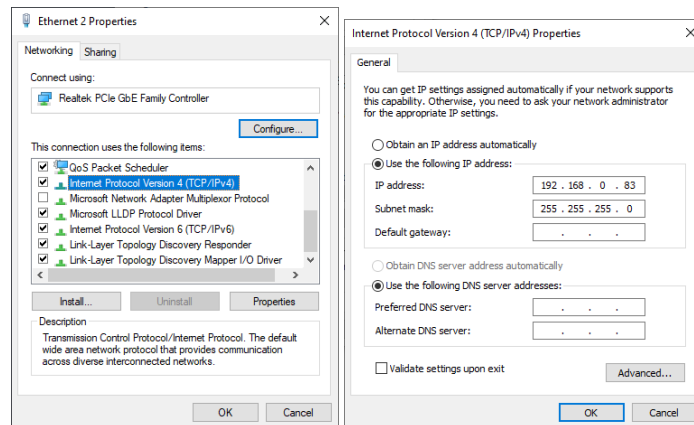 Ethernet 2 Properties
Networking
Sharing
Connect using:
Realtek PCIe GbE Family Controller
Configure...
This connection uses the following items:
QoS Packet Scheduler
Internet Protocol Version 4 (TCP/IPv4)
Microsoft Network Adapter Multiplexor Protocol
Microsoft LLDP Protocol Driver
Internet Protocol Version 6 (TCP/IPv6)
Link-Layer Topology Discovery Responder
Link-Layer Topology Discovery Mapper I/O Driver
Install...
Uninstall
Properties
Description
Transmission Control Protocol/Internet Protocol. The default
wide area network protocol that provides communication
across diverse interconnected networks.
OK
Cancel
Internet Protocol Version 4 (TCP/IPv4) Properties
General
You can get IP settings assigned automatically if your network supports
this capability. Otherwise, you need to ask your network administrator
for the appropriate IP settings.
Obtain an IP address automatically
Use the following IP address:
IP address: 192 . 168 . 0 . 83
Subnet mask: 255 . 255 . 255 . 0
Default gateway: . . .
Obtain DNS server address automatically
Use the following DNS server addresses:
Preferred DNS server: . . .
Alternate DNS server: . . .
Validate settings upon exit
Advanced...
OK
Cancel